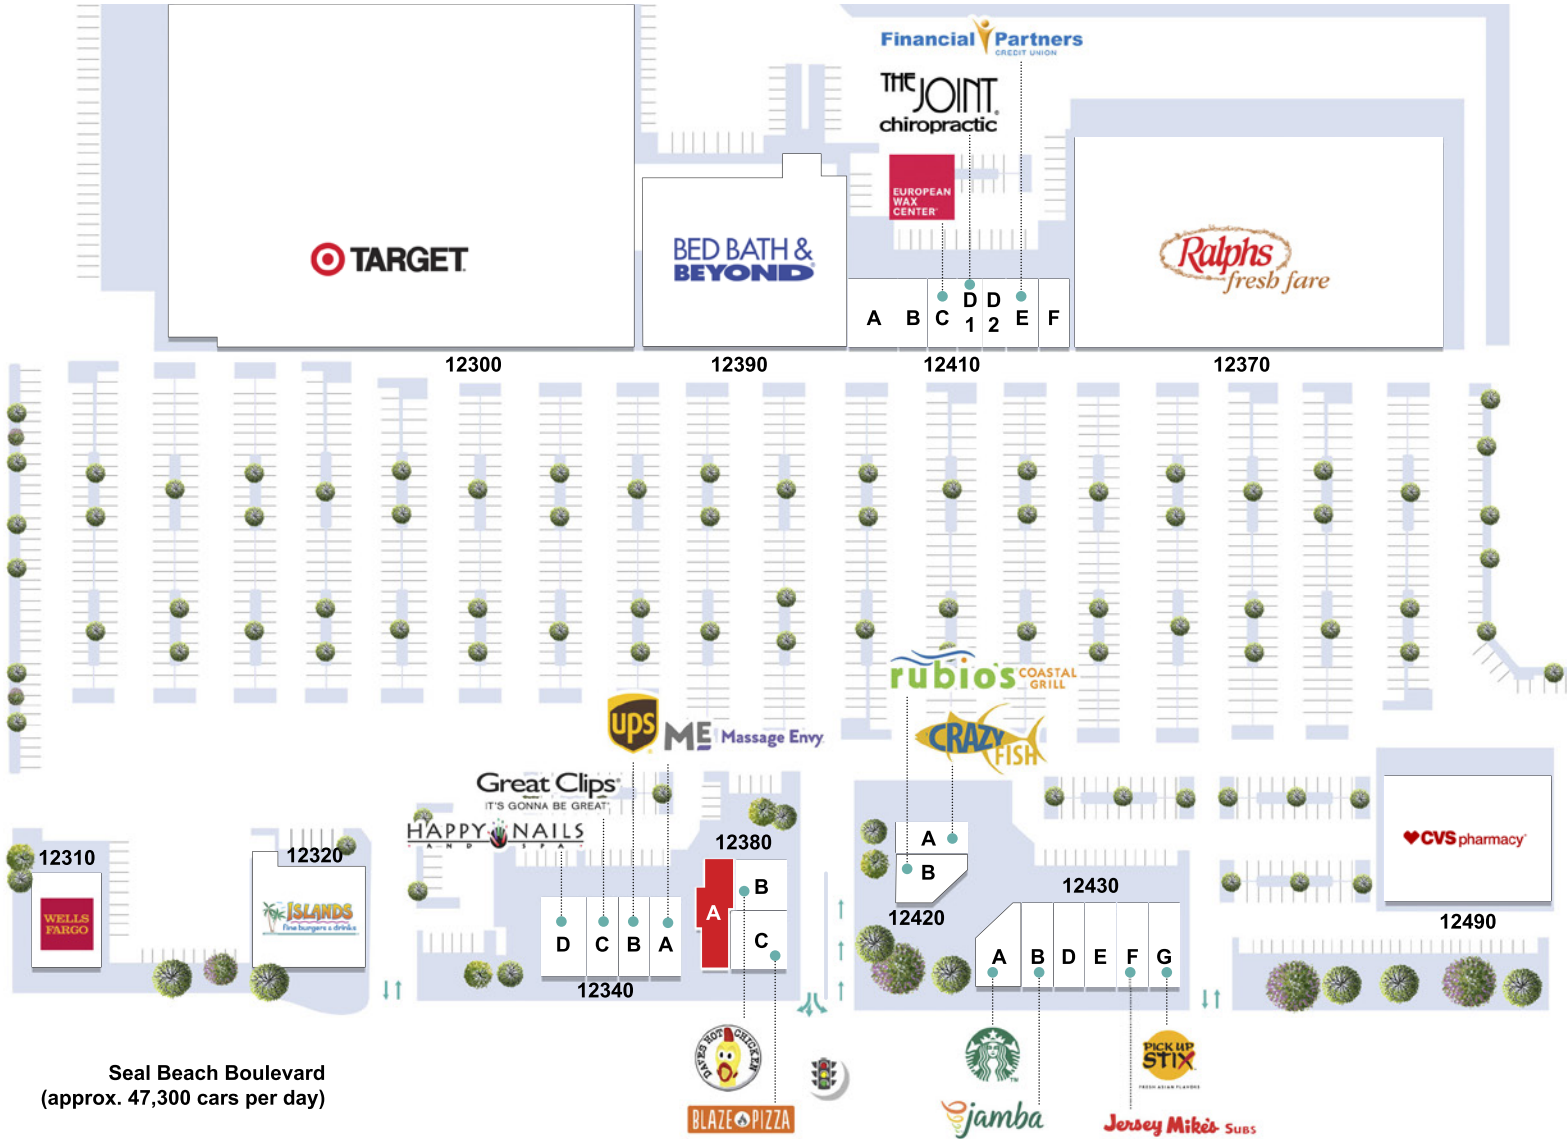 Financial Partners
CREDIT UNION
THE JOINT
chiropractic
EUROPEAN
WAX
CENTER
TARGET
BED BATH &
BEYOND
Ralphs
fresh fare
A B C D 1 D 2 E F
12300
12390
12410
12370
rubio's COASTAL
GRILL
CRAZY
FISH
ups
ME Massage Envy
Great Clips
IT'S GONNA BE GREAT
HAPPY NAILS
AND SPA
CVS pharmacy
12310
12320
12380
12430
12420
12490
12340
WELLS
FARGO
ISLANDS
fine burgers & drinks
D C B A
A
B
C
A
B
A B D E F G
DAVE'S HOT CHICKEN
BLAZE PIZZA
jamba
PICK UP
STIX
FRESH ASIAN FLAVORS
Jersey Mike's SUBS
Seal Beach Boulevard
(approx. 47,300 cars per day)